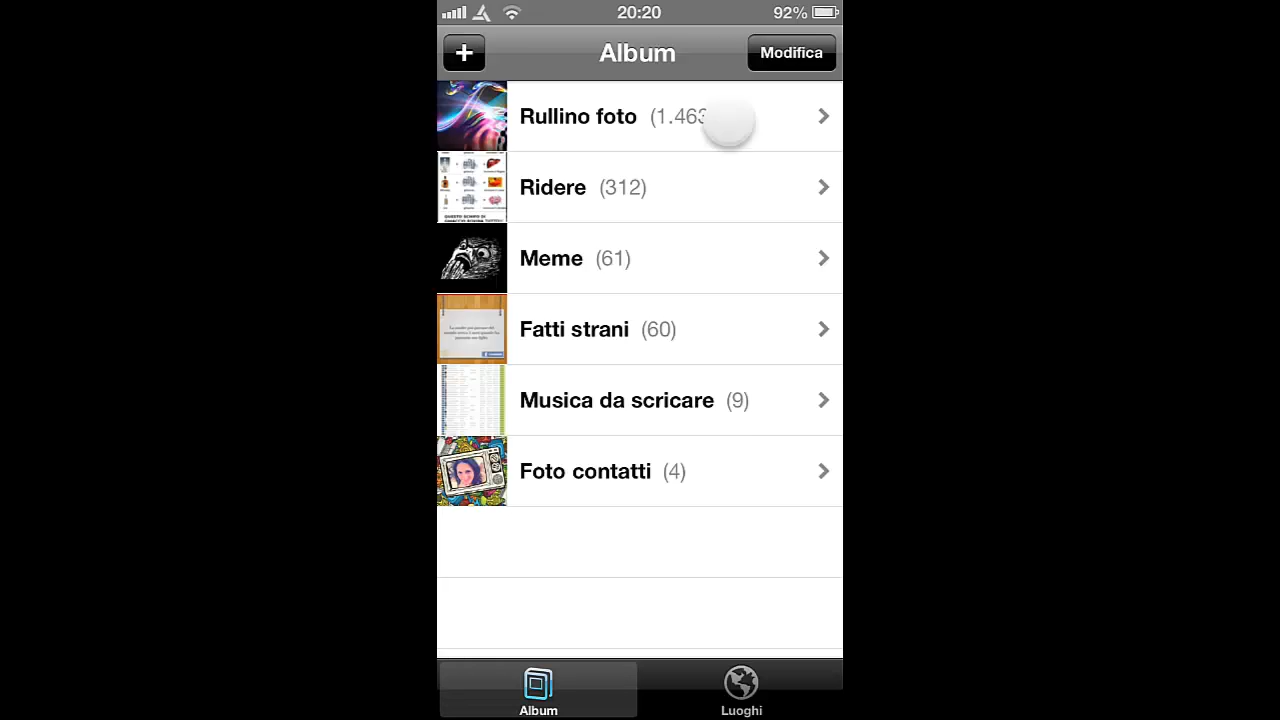 20:20 92%
+ Album Modifica
Rullino foto (1.463
Ridere (312)
Meme (61)
Fatti strani (60)
Musica da scricare (9)
Foto contatti (4)
Album Luoghi